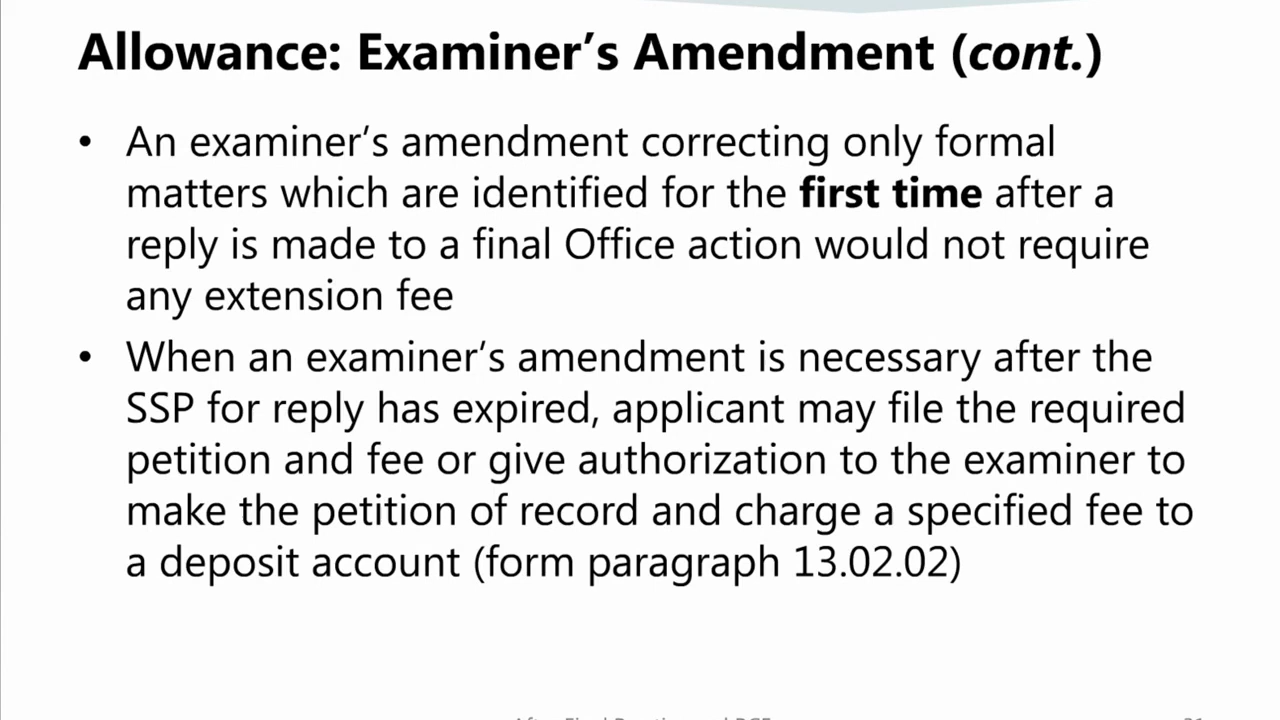 Allowance: Examiner’s Amendment (cont.)
• An examiner’s amendment correcting only formal
matters which are identified for the first time after a
reply is made to a final Office action would not require
any extension fee
• When an examiner’s amendment is necessary after the
SSP for reply has expired, applicant may file the required
petition and fee or give authorization to the examiner to
make the petition of record and charge a specified fee to
a deposit account (form paragraph 13.02.02)